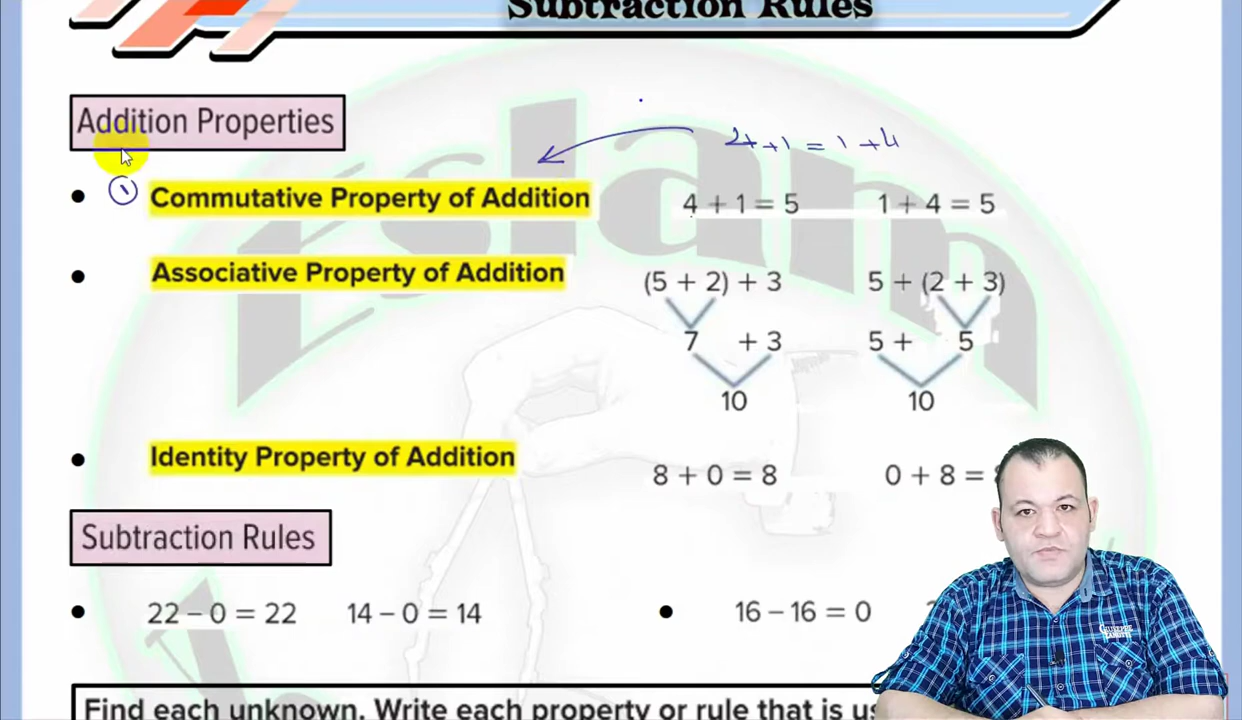 Subtraction Rules
Addition Properties
4+1 = 1+4
① Commutative Property of Addition 4 + 1 = 5 1 + 4 = 5
• Associative Property of Addition (5 + 2) + 3 5 + (2 + 3)
7 + 3 5 + 5
10 10
• Identity Property of Addition 8 + 0 = 8 0 + 8 =
Subtraction Rules
• 22 – 0 = 22 14 – 0 = 14 • 16 – 16 = 0
Find each unknown. Write each property or rule that is
Eslam